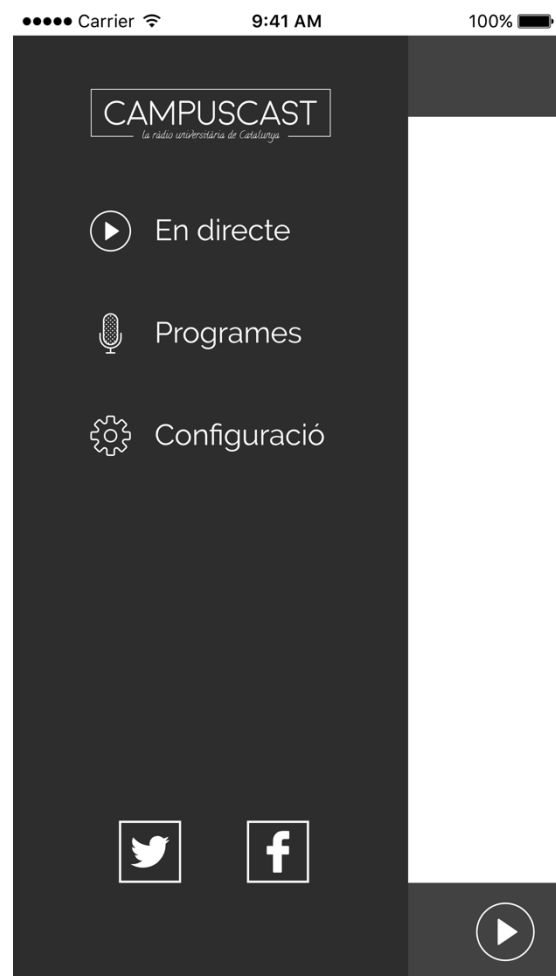 Carrier 9:41 AM 100%
CAMPUSCAST
la ràdio universitària de Catalunya
En directe
Programes
Configuració